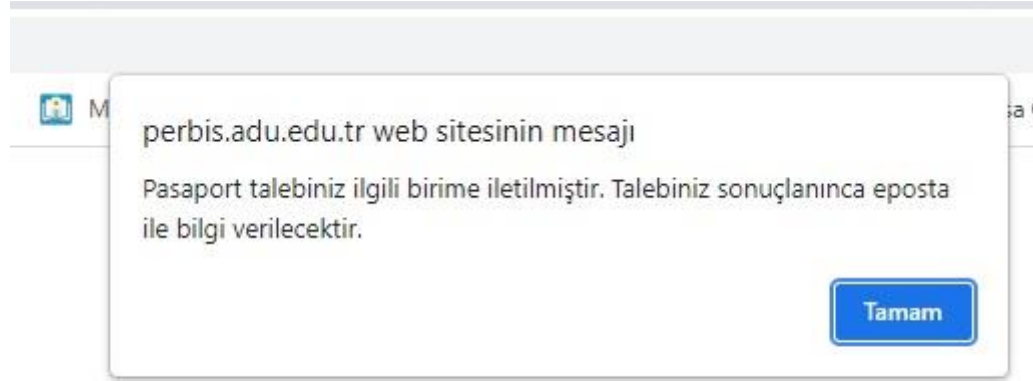 M
perbis.adu.edu.tr web sitesinin mesajı
Pasaport talebiniz ilgili birime iletilmiştir. Talebiniz sonuçlanınca eposta
ile bilgi verilecektir.
Tamam